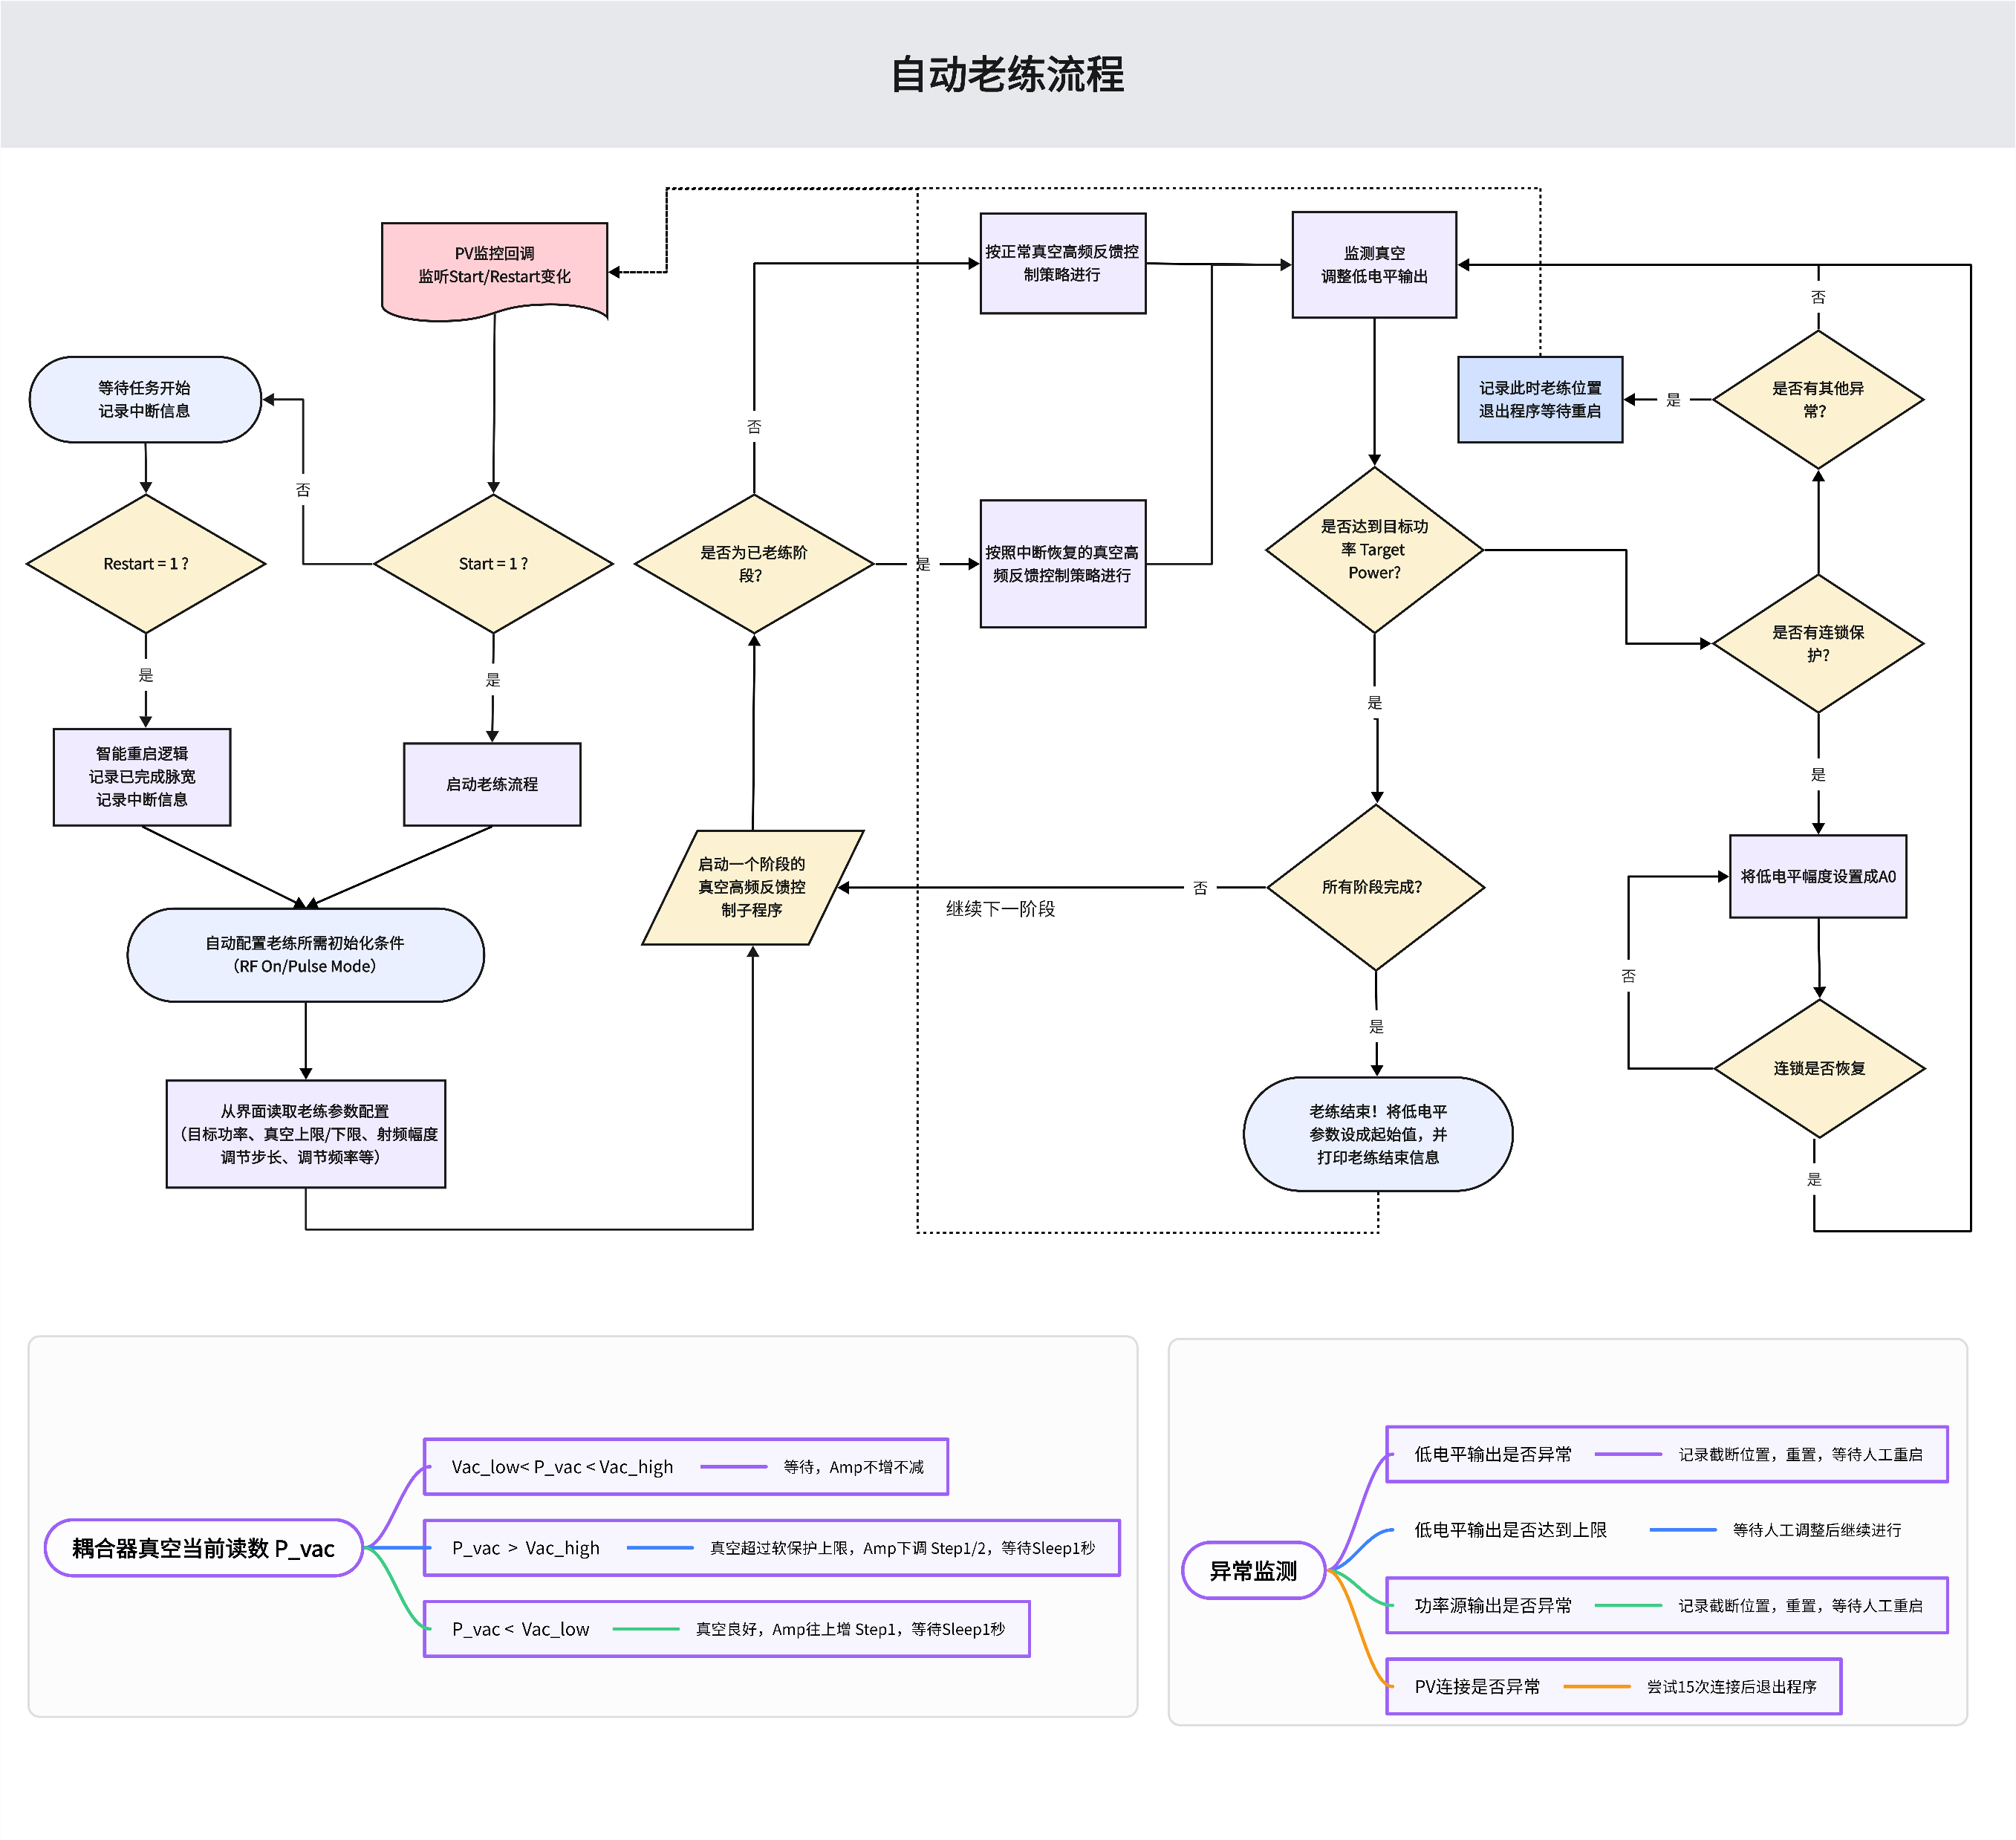 自动老练流程
PV监控回调
监听Start/Restart变化
等待任务开始
记录中断信息
否
Restart = 1 ?
Start = 1 ?
是
是
智能重启逻辑
记录已完成脉宽
记录中断信息
启动老练流程
自动配置老练所需初始化条件
（RF On/Pulse Mode）
从界面读取老练参数配置
（目标功率、真空上限/下限、射频幅度
调节步长、调节频率等）
启动一个阶段的
真空高频反馈控
制子程序
是否为已老练阶
段？
否
是
按正常真空高频反馈控
制策略进行
按照中断恢复的真空高
频反馈控制策略进行
监测真空
调整低电平输出
是否达到目标功
率 Target
Power？
是
所有阶段完成？
否
继续下一阶段
是
老练结束！将低电平
参数设成起始值，并
打印老练结束信息
记录此时老练位置
退出程序等待重启
是
是否有其他异
常？
否
是否有连锁保
护？
是
将低电平幅度设置成A0
否
连锁是否恢复
是
耦合器真空当前读数 P_vac
Vac_low< P_vac < Vac_high
等待，Amp不增不减
P_vac > Vac_high
真空超过软保护上限，Amp下调 Step1/2，等待Sleep1秒
P_vac < Vac_low
真空良好，Amp往上增 Step1，等待Sleep1秒
异常监测
低电平输出是否异常
记录截断位置，重置，等待人工重启
低电平输出是否达到上限
等待人工调整后继续进行
功率源输出是否异常
记录截断位置，重置，等待人工重启
PV连接是否异常
尝试15次连接后退出程序